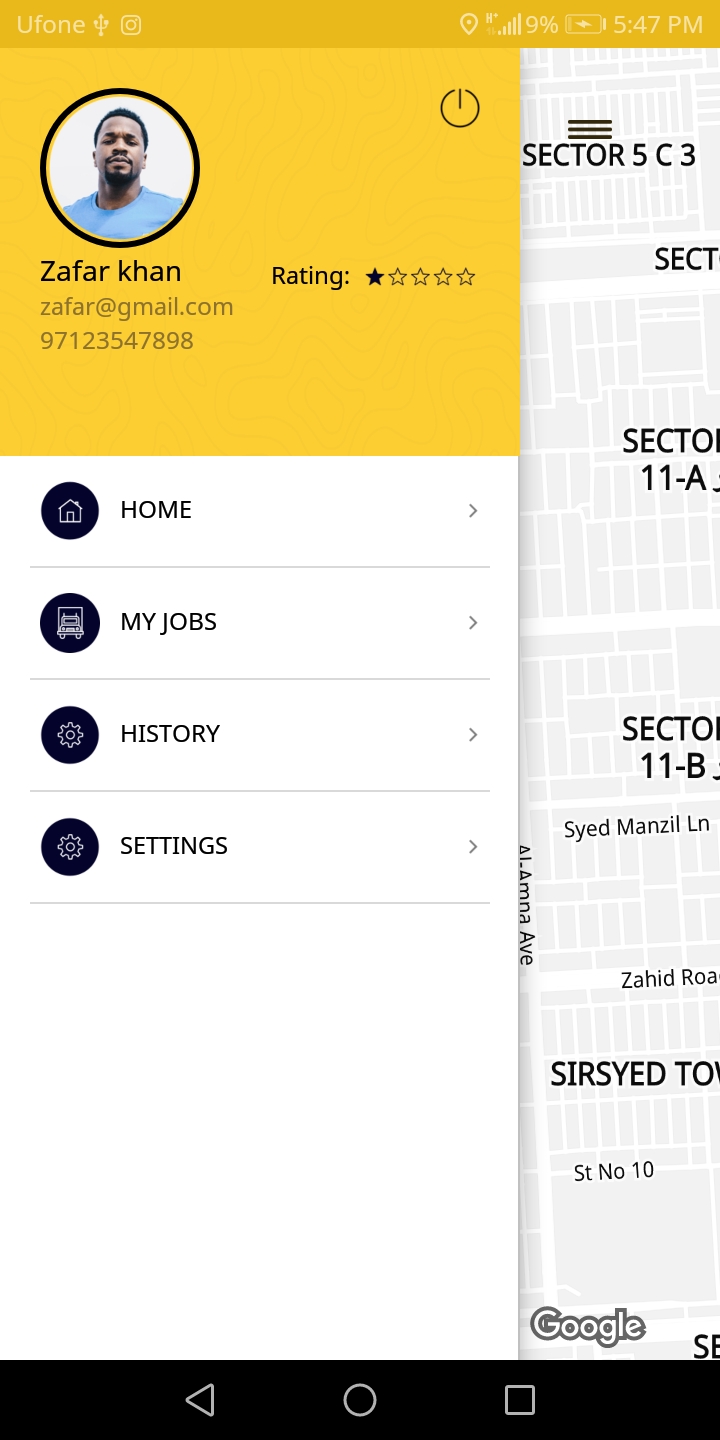 Ufone 9% 5:47 PM
Zafar khan
Rating:
zafar@gmail.com
97123547898
HOME
MY JOBS
HISTORY
SETTINGS
SECTOR 5 C 3
SECT
SECTO
11-A
SECTO
11-B
Syed Manzil Ln
Al-Amna Ave
Zahid Roa
SIRSYED TO
St No 10
Google
SE